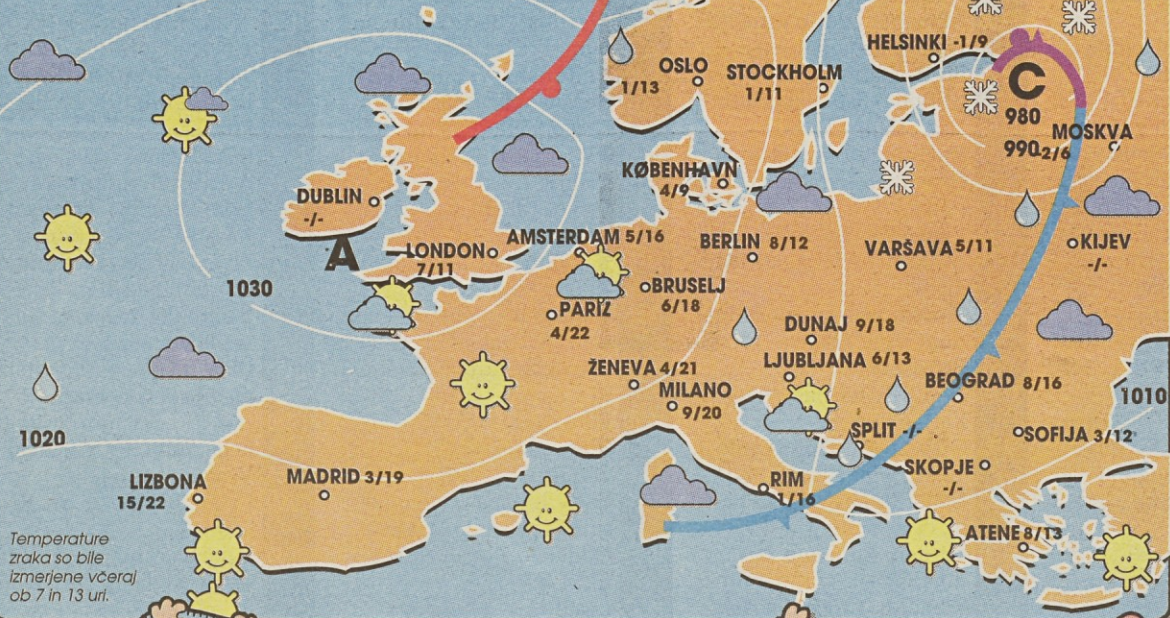 HELSINKI -1/9
OSLO
1/13
STOCKHOLM
1/11
C
980
990
MOSKVA
-2/6
KØBENHAVN
4/9
DUBLIN
-/-
A
LONDON
7/11
AMSTERDAM 5/16
BERLIN 8/12
VARŠAVA 5/11
KIJEV
-/-
1030
BRUSELJ
6/18
PARIZ
4/22
DUNAJ 9/18
LJUBLJANA 6/13
ŽENEVA 4/21
MILANO
9/20
BEOGRAD 8/16
1010
1020
SPLIT -/-
SOFIJA 3/12
SKOPJE
-/-
LIZBONA
15/22
MADRID 3/19
RIM
1/16
ATENE 8/13
Temperature
zraka so bile
izmerjene včeraj
ob 7 in 13 uri.